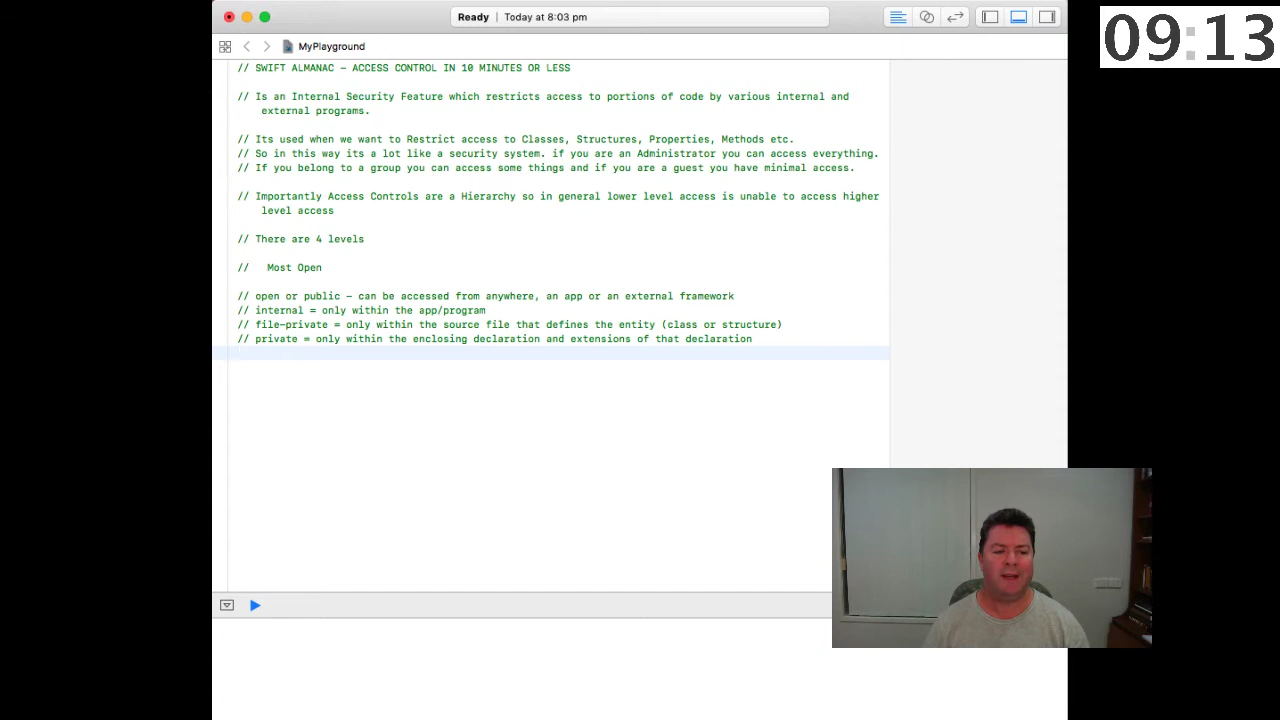 Ready | Today at 8:03 pm
09:13
MyPlayground
// SWIFT ALMANAC – ACCESS CONTROL IN 10 MINUTES OR LESS
// Is an Internal Security Feature which restricts access to portions of code by various internal and
external programs.
// Its used when we want to Restrict access to Classes, Structures, Properties, Methods etc.
// So in this way its a lot like a security system. if you are an Administrator you can access everything.
// If you belong to a group you can access some things and if you are a guest you have minimal access.
// Importantly Access Controls are a Hierarchy so in general lower level access is unable to access higher
level access
// There are 4 levels
// Most Open
// open or public – can be accessed from anywhere, an app or an external framework
// internal = only within the app/program
// file-private = only within the source file that defines the entity (class or structure)
// private = only within the enclosing declaration and extensions of that declaration